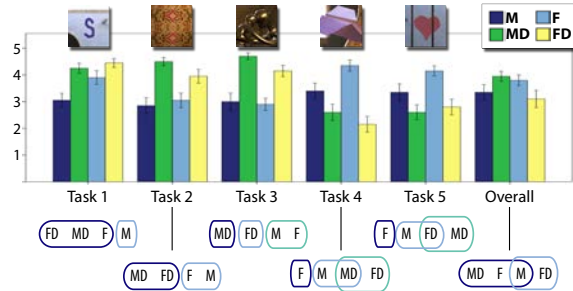 S
M F
MD FD
4
5
3
2
1
Task 1 Task 2 Task 3 Task 4 Task 5 Overall
FD MD F M
MD FD F M
MD FD M F
F M MD FD
F M FD MD
MD F M FD